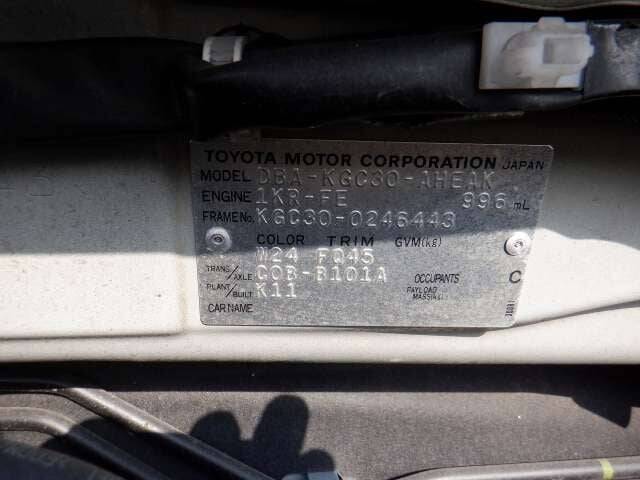 TOYOTA MOTOR CORPORATION JAPAN
MODEL DBA-KGC30-AHEAK
ENGINE 1KR-FE 996 mL
FRAME No. KGC30-0246443
COLOR TRIM GVM(kg)
W24 FQ45
TRANS./AXLE C0B-B101A OCCUPANTS C
PLANT/BUILT K11 PAYLOAD MASS(kg)
CAR NAME